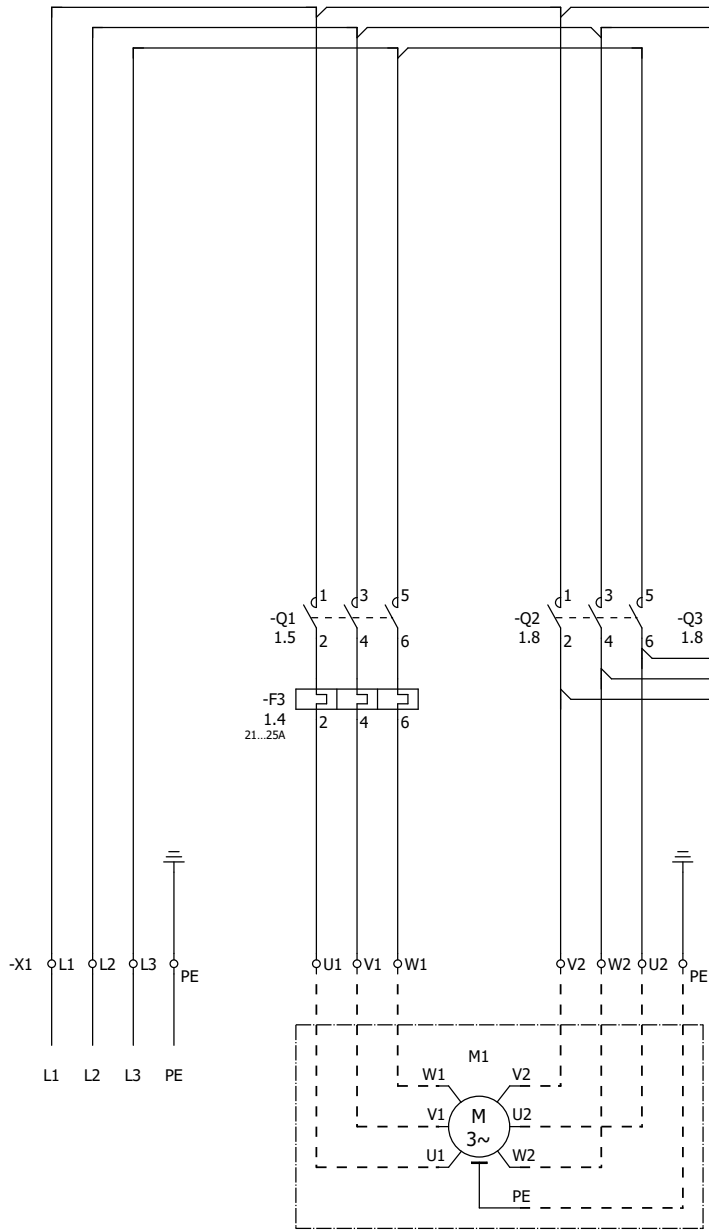 1 3 5 1 3 5
-Q1 -Q2 -Q3
1.5 2 4 6 1.8 2 4 6 1.8
-F3
1.4 2 4 6
21...25A
-X1 L1 L2 L3 PE U1 V1 W1 V2 W2 U2 PE
L1 L2 L3 PE
M1
W1 V2
V1 M U2
3~
U1 W2
PE